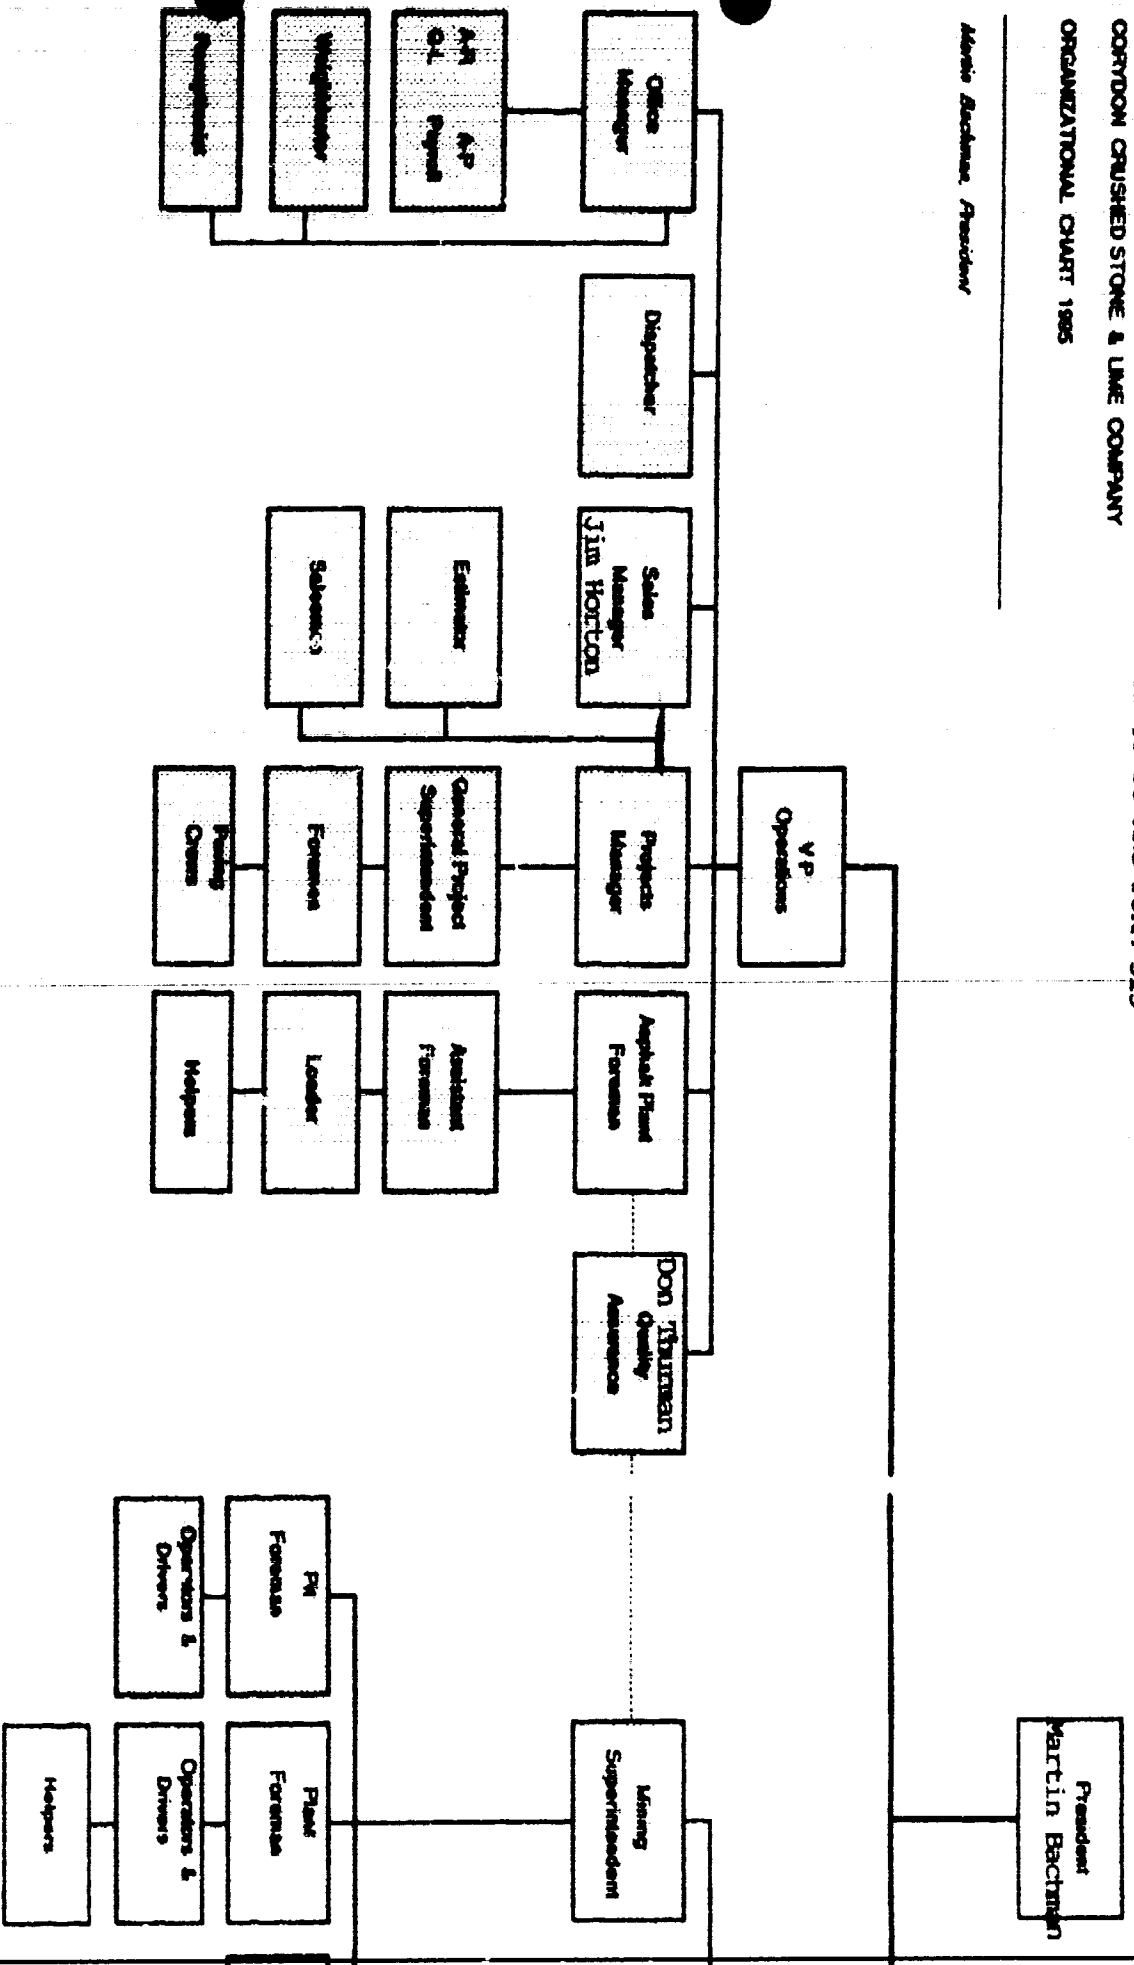 CORYDON CRUSHED STONE & LIME COMPANY
ORGANIZATIONAL CHART 1985
President
President
Martin Bachman
V P
Operations
Office
Manager
A-R A-P
G-L Payroll
Weighmaster
Receptionist
Dispatcher
Sales
Manager
Jim Horton
Estimator
Projects
Manager
General Project
Superintendent
Foremen
Paving
Crews
Asphalt Plant
Foreman
Assistant
Foreman
Loader
Helpers
Don Thurman
Quality
Assurance
Mining
Superintendent
Pit
Foreman
Operators &
Drivers
Plant
Foreman
Operators &
Drivers
Helpers